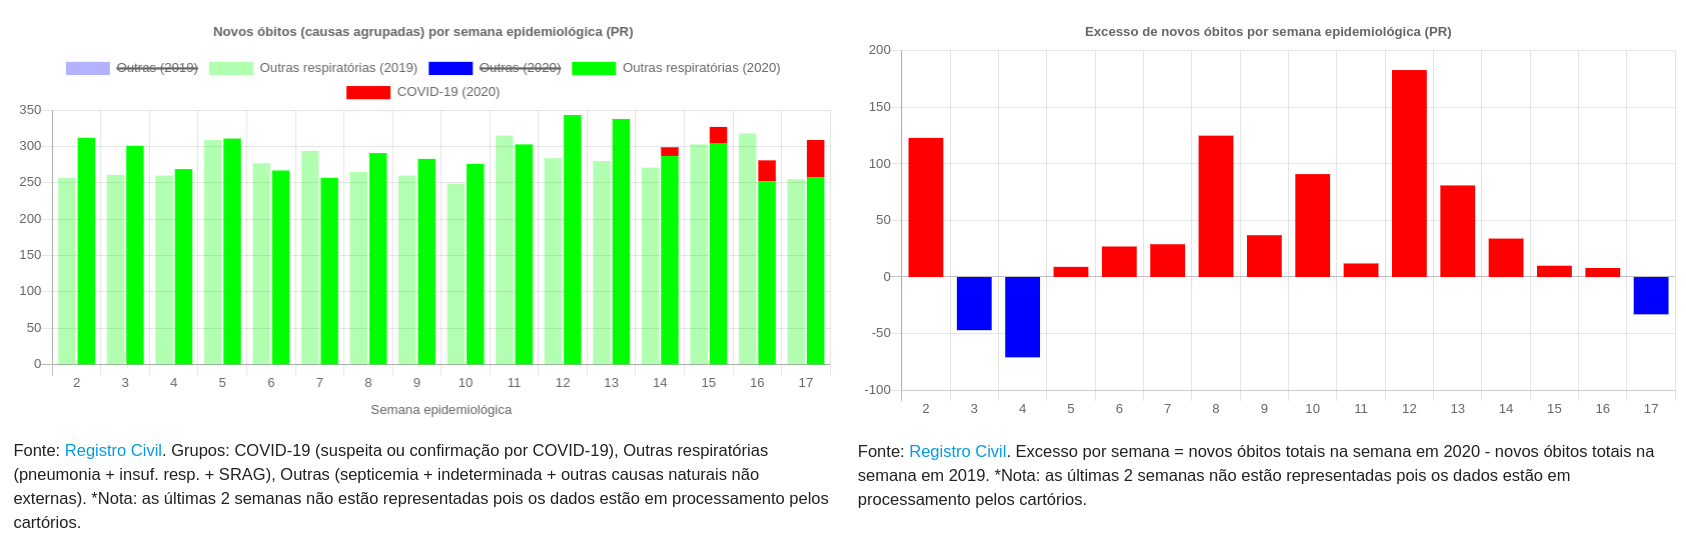 Novos óbitos (causas agrupadas) por semana epidemiológica (PR)
Outras (2019) Outras respiratórias (2019) Outras (2020) Outras respiratórias (2020)
COVID-19 (2020)
350
300
250
200
150
100
50
0
2 3 4 5 6 7 8 9 10 11 12 13 14 15 16 17
Semana epidemiológica
Fonte: Registro Civil. Grupos: COVID-19 (suspeita ou confirmação por COVID-19), Outras respiratórias
(pneumonia + insuf. resp. + SRAG), Outras (septicemia + indeterminada + outras causas naturais não
externas). *Nota: as últimas 2 semanas não estão representadas pois os dados estão em processamento pelos
cartórios.
Excesso de novos óbitos por semana epidemiológica (PR)
200
150
100
50
0
-50
-100
2 3 4 5 6 7 8 9 10 11 12 13 14 15 16 17
Fonte: Registro Civil. Excesso por semana = novos óbitos totais na semana em 2020 - novos óbitos totais na
semana em 2019. *Nota: as últimas 2 semanas não estão representadas pois os dados estão em
processamento pelos cartórios.